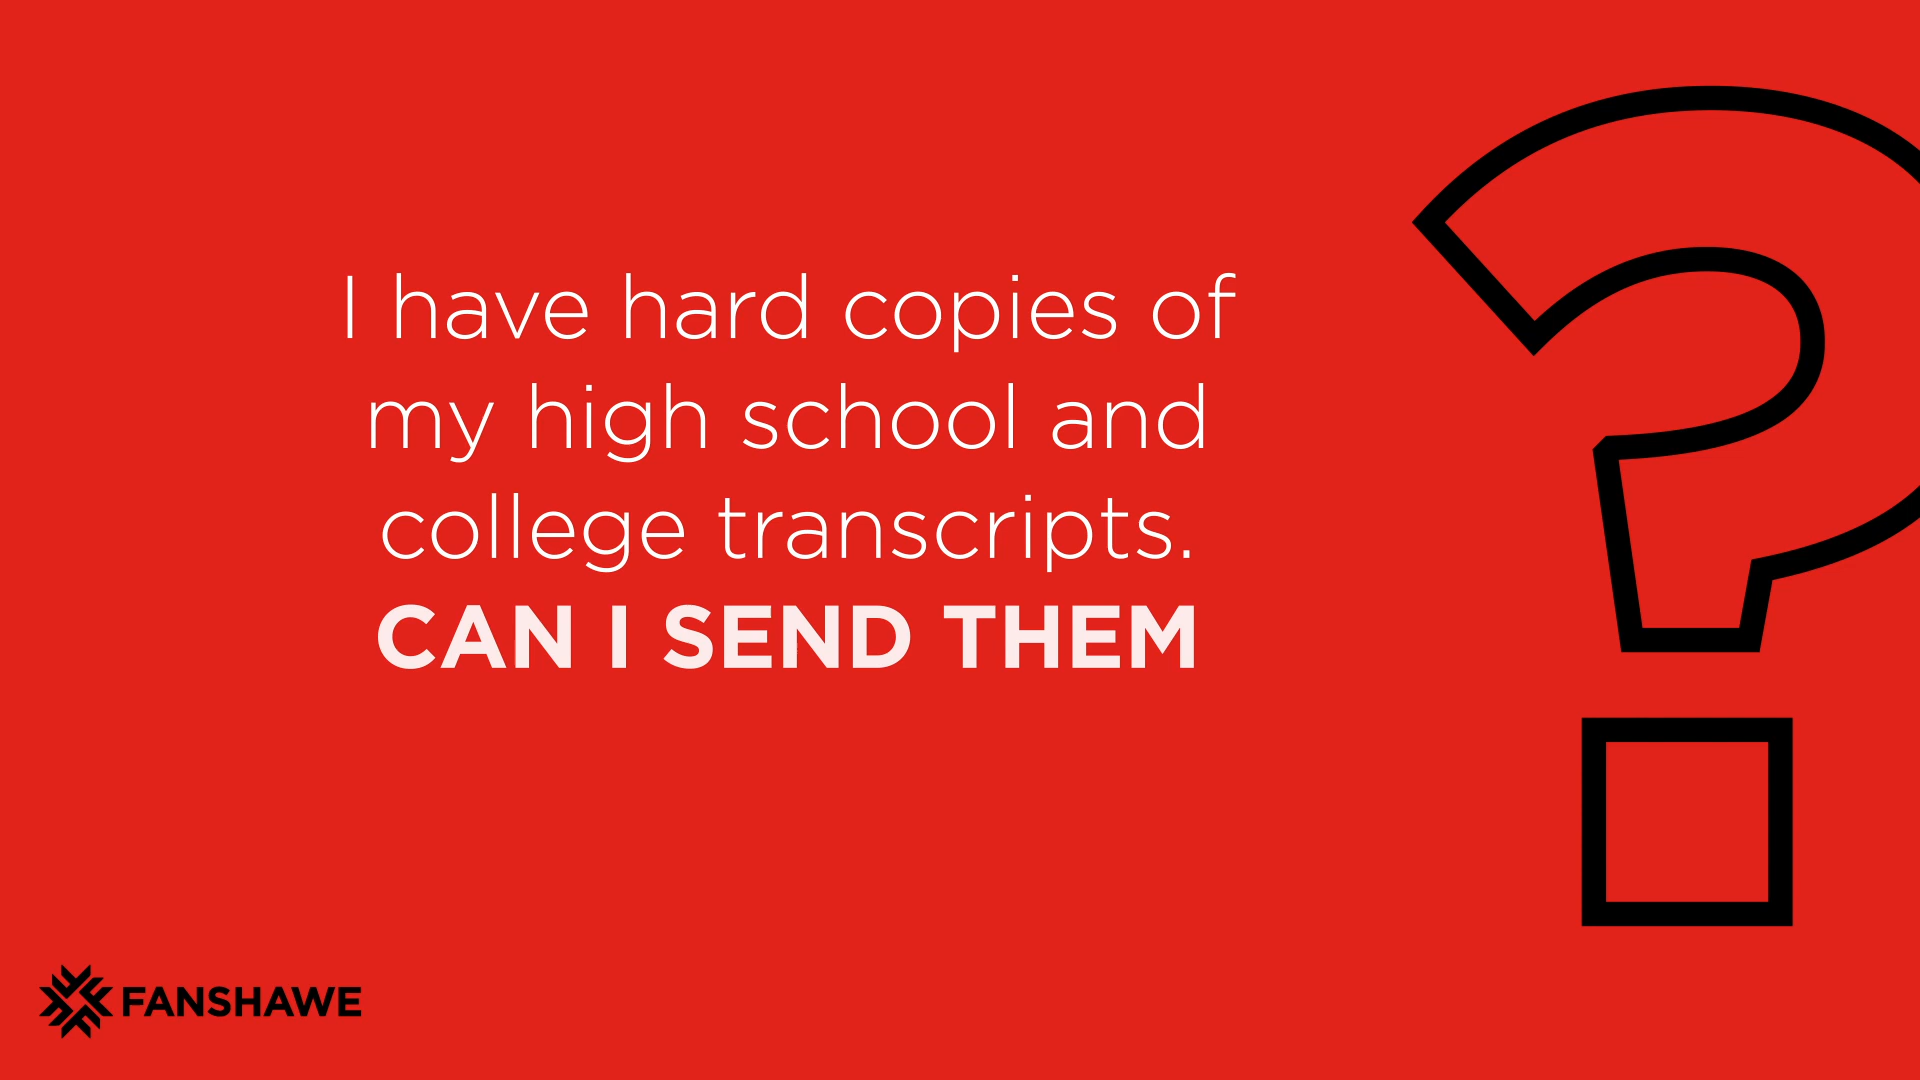 I have hard copies of
my high school and
college transcripts.
CAN I SEND THEM
?
FANSHAWE